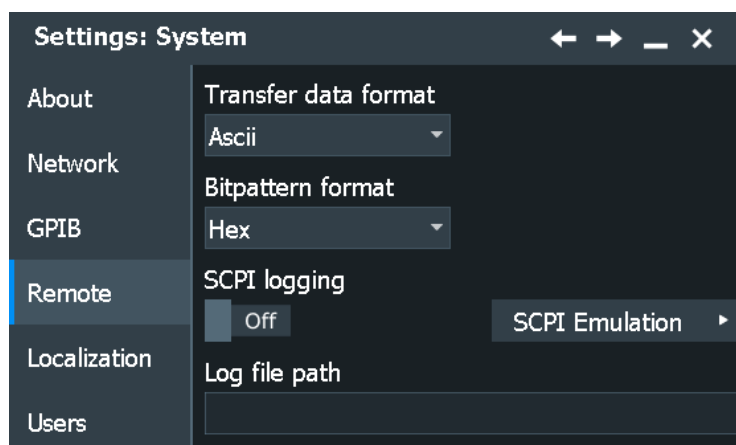 Settings: System
About
Network
GPIB
Remote
Localization
Users
Transfer data format
Ascii
Bitpattern format
Hex
SCPI logging
Off
SCPI Emulation
Log file path